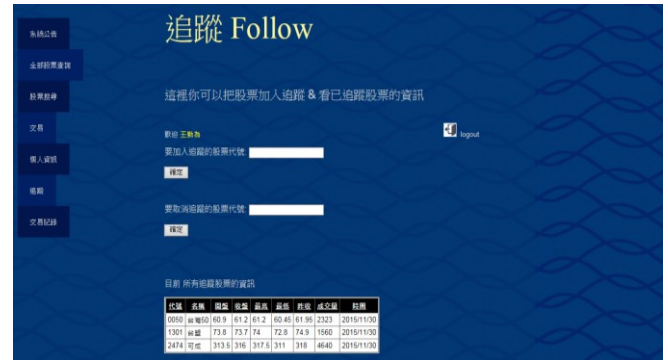 追蹤 Follow
系統公告
全部股票查詢
股票搜尋
交易
個人資訊
追蹤
交易記錄
這裡你可以把股票加入追蹤 & 看已追蹤股票的資訊
歡迎 王勤為
logout
要加入追蹤的股票代號:
確定
要取消追蹤的股票代號:
確定
目前 所有追蹤股票的資訊
代號 名稱 開盤 收盤 最高 最低 昨收 成交量 時間
0050 台灣50 60.9 61.2 61.2 60.45 61.95 2323 2015/11/30
1301 台塑 73.8 73.7 74 72.8 74.9 1560 2015/11/30
2474 可成 313.5 316 317.5 311 318 4640 2015/11/30